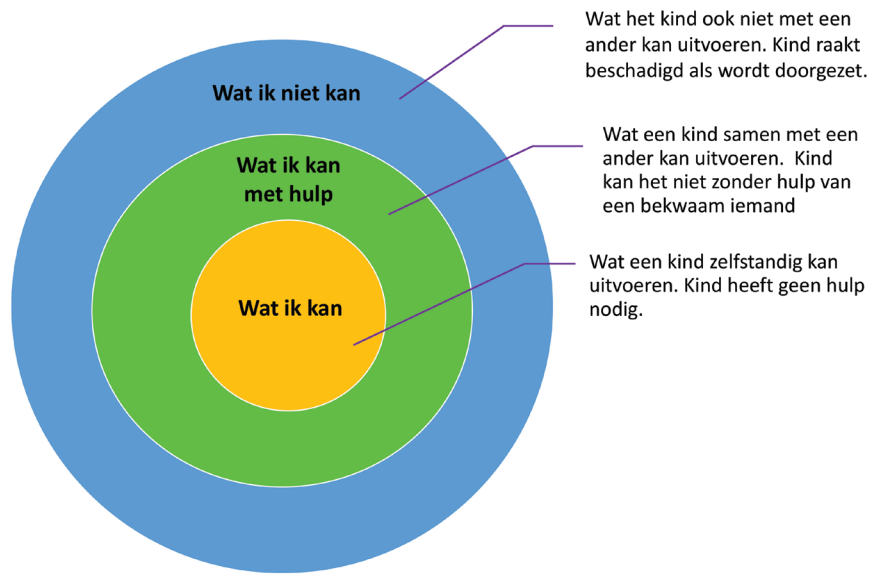 Wat het kind ook niet met een
ander kan uitvoeren. Kind raakt
beschadigd als wordt doorgezet.
Wat ik niet kan
Wat een kind samen met een
ander kan uitvoeren.  Kind
kan het niet zonder hulp van
een bekwaam iemand
Wat ik kan
met hulp
Wat een kind zelfstandig kan
uitvoeren. Kind heeft geen hulp
nodig.
Wat ik kan